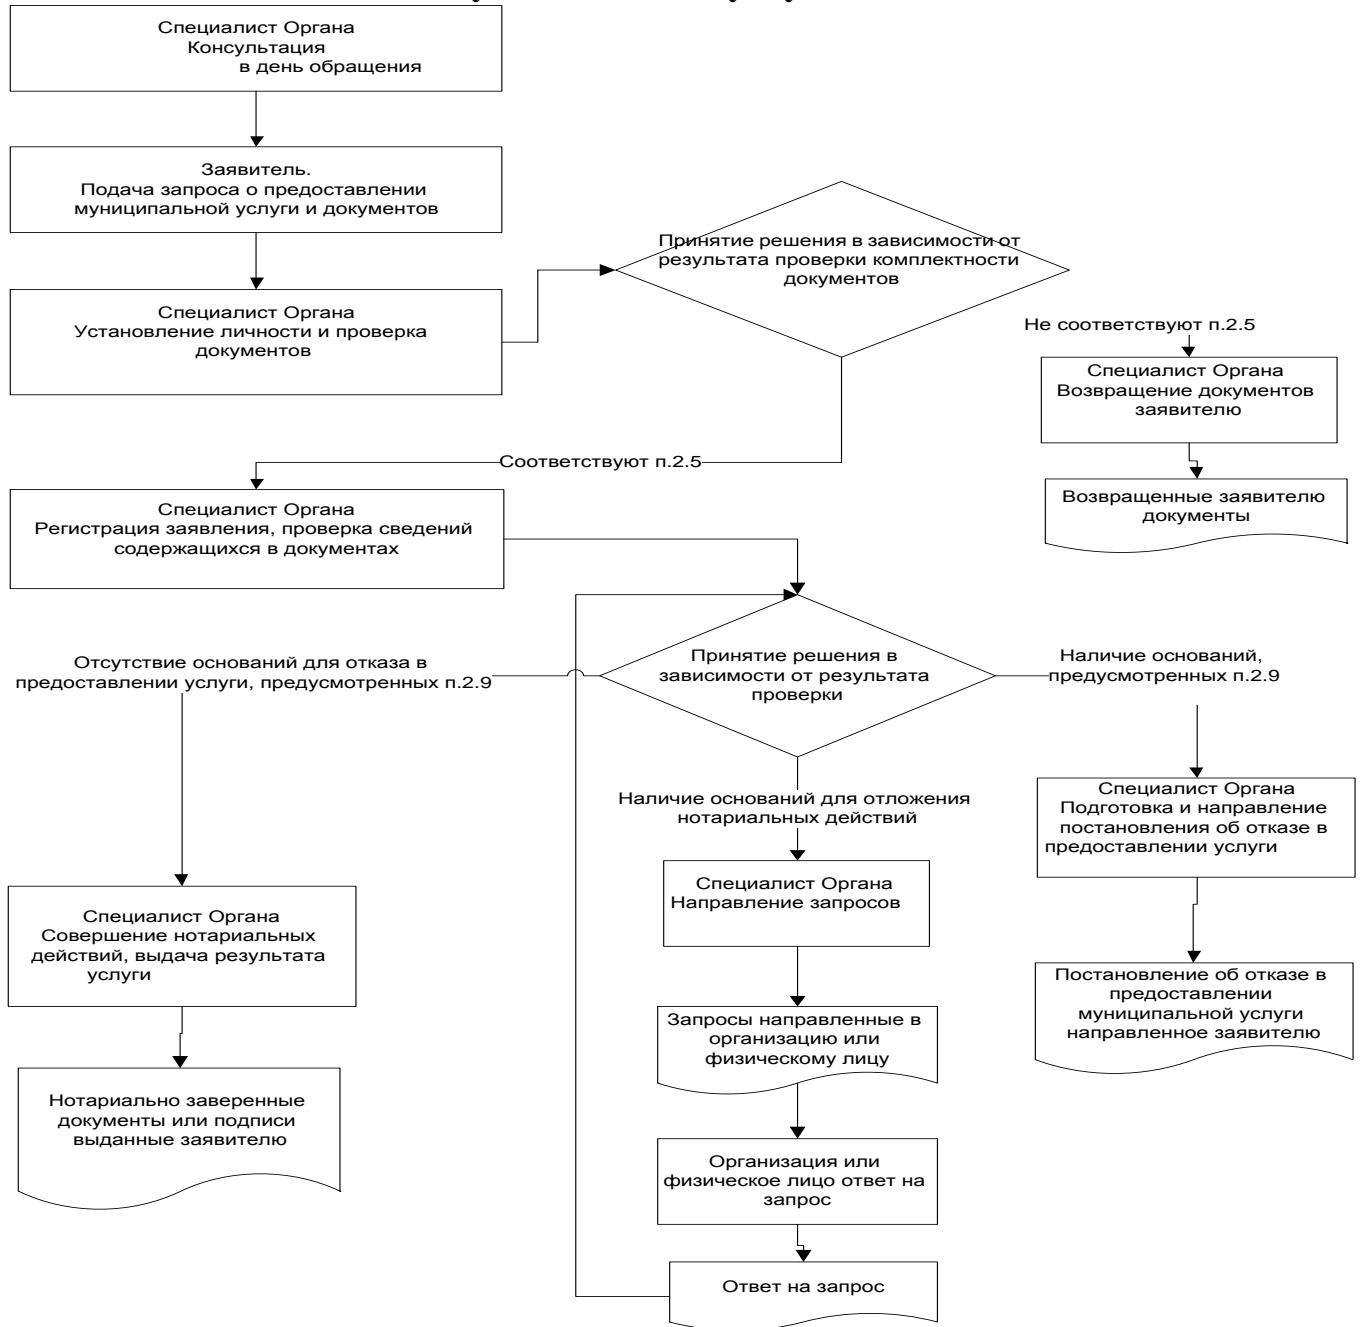 Специалист Органа
Консультация
в день обращения
Заявитель.
Подача запроса о предоставлении
муниципальной услуги и документов
Специалист Органа
Установление личности и проверка
документов
Принятие решения в зависимости от
результата проверки комплектности
документов
Не соответствуют п.2.5
Специалист Органа
Возвращение документов
заявителю
Возвращенные заявителю
документы
Соответствуют п.2.5
Специалист Органа
Регистрация заявления, проверка сведений
содержащихся в документах
Принятие решения в
зависимости от результата
проверки
Отсутствие оснований для отказа в
предоставлении услуги, предусмотренных п.2.9
Наличие оснований,
предусмотренных п.2.9
Наличие оснований для отложения
нотариальных действий
Специалист Органа
Подготовка и направление
постановления об отказе в
предоставлении услуги
Специалист Органа
Направление запросов
Специалист Органа
Совершение нотариальных
действий, выдача результата
услуги
Постановление об отказе в
предоставлении
муниципальной услуги
направленное заявителю
Запросы направленные в
организацию или
физическому лицу
Нотариально заверенные
документы или подписи
выданные заявителю
Организация или
физическое лицо ответ на
запрос
Ответ на запрос